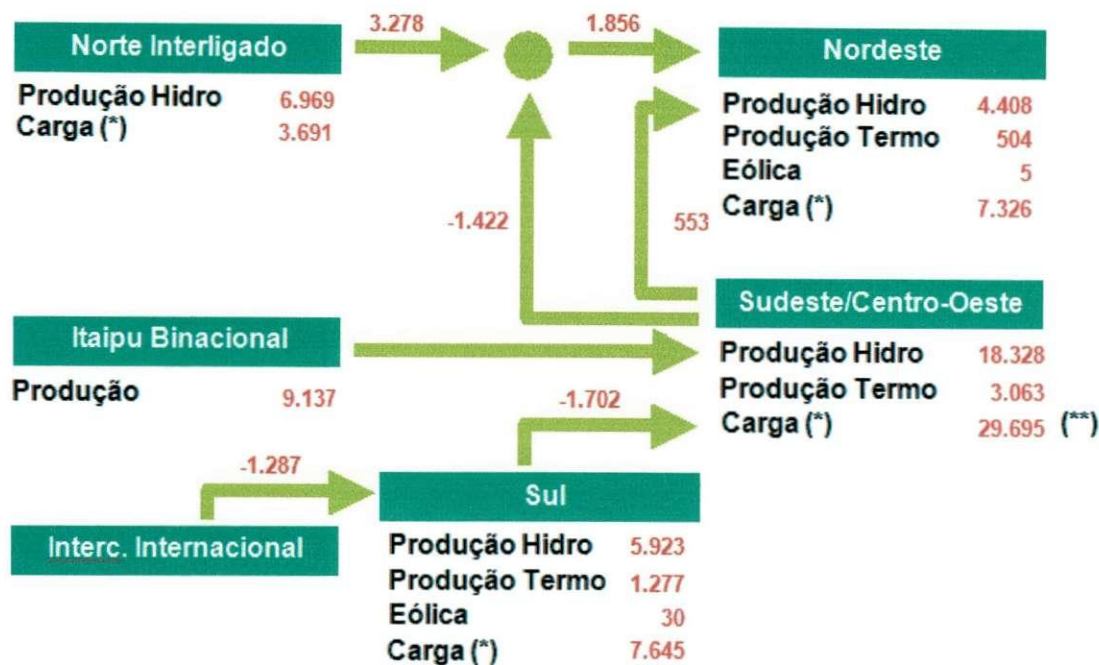 3.278
1.856
Norte Interligado
Nordeste
Produção Hidro 6.969
Carga (*) 3.691
Produção Hidro 4.408
Produção Termo 504
Eólica 5
Carga (*) 7.326
-1.422
553
Sudeste/Centro-Oeste
Itaipu Binacional
Produção Hidro 18.328
Produção Termo 3.063
Carga (*) 29.695 (**)
Produção 9.137
-1.702
-1.287
Sul
Interc. Internacional
Produção Hidro 5.923
Produção Termo 1.277
Eólica 30
Carga (*) 7.645